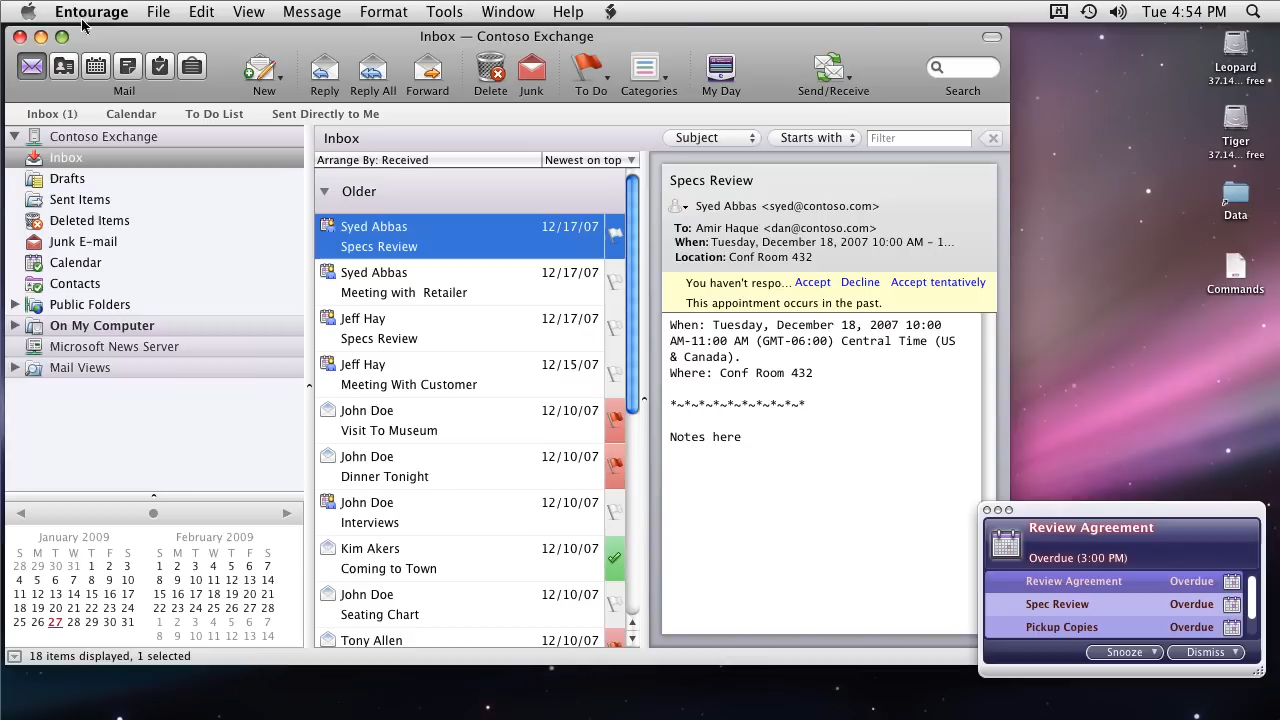 Entourage File Edit View Message Format Tools Window Help Tue 4:54 PM
Inbox — Contoso Exchange
Mail New Reply Reply All Forward Delete Junk To Do Categories My Day Send/Receive Search
Inbox (1) Calendar To Do List Sent Directly to Me
Contoso Exchange
Inbox
Drafts
Sent Items
Deleted Items
Junk E-mail
Calendar
Contacts
Public Folders
On My Computer
Microsoft News Server
Mail Views
January 2009
S M T W T F S
28 29 30 31 1 2 3
4 5 6 7 8 9 10
11 12 13 14 15 16 17
18 19 20 21 22 23 24
25 26 27 28 29 30 31
February 2009
S M T W T F S
1 2 3 4 5 6 7
8 9 10 11 12 13 14
15 16 17 18 19 20 21
22 23 24 25 26 27 28
1 2 3 4 5 6 7
8 9 10 11 12 13 14
18 items displayed, 1 selected
Inbox Subject Starts with Filter
Arrange By: Received Newest on top
Older
Syed Abbas 12/17/07
Specs Review
Syed Abbas 12/17/07
Meeting with Retailer
Jeff Hay 12/17/07
Specs Review
Jeff Hay 12/15/07
Meeting With Customer
John Doe 12/10/07
Visit To Museum
John Doe 12/10/07
Dinner Tonight
John Doe 12/10/07
Interviews
Kim Akers 12/10/07
Coming to Town
John Doe 12/10/07
Seating Chart
Tony Allen 12/10/07
Specs Review
Syed Abbas <syed@contoso.com>
To: Amir Haque <dan@contoso.com>
When: Tuesday, December 18, 2007 10:00 AM – 1...
Location: Conf Room 432
You haven't respo... Accept Decline Accept tentatively
This appointment occurs in the past.
When: Tuesday, December 18, 2007 10:00
AM-11:00 AM (GMT-06:00) Central Time (US
& Canada).
Where: Conf Room 432
*~*~*~*~*~*~*~*~*~*
Notes here
Leopard
37.14... free
Tiger
37.14... free
Data
Commands
Review Agreement
Overdue (3:00 PM)
Review Agreement Overdue
Spec Review Overdue
Pickup Copies Overdue
Snooze Dismiss